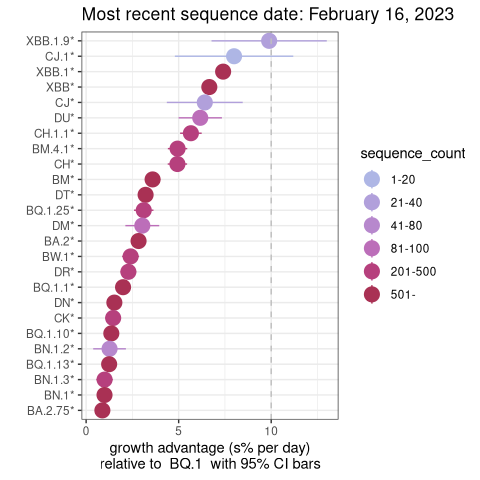 Most recent sequence date: February 16, 2023
XBB.1.9*
CJ.1*
XBB.1*
XBB*
CJ*
DU*
CH.1.1*
BM.4.1*
CH*
BM*
DT*
BQ.1.25*
DM*
BA.2*
BW.1*
DR*
BQ.1.1*
DN*
CK*
BQ.1.10*
BN.1.2*
BQ.1.13*
BN.1.3*
BN.1*
BA.2.75*
0 5 10
growth advantage (s% per day)
relative to BQ.1 with 95% CI bars
sequence_count
1-20
21-40
41-80
81-100
201-500
501-